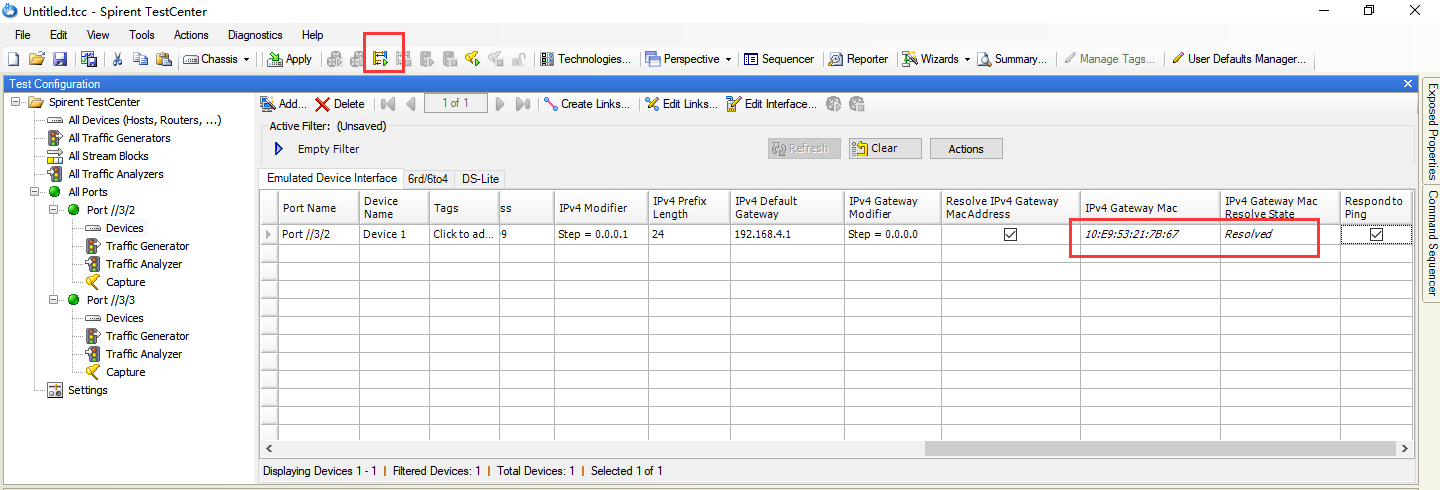 Untitled.tcc - Spirent TestCenter
File Edit View Tools Actions Diagnostics Help
Chassis Apply Technologies... Perspective Sequencer Reporter Wizards Summary... Manage Tags... User Defaults Manager...
Test Configuration
Spirent TestCenter
All Devices (Hosts, Routers, ...)
All Traffic Generators
All Stream Blocks
All Traffic Analyzers
All Ports
Port //3/2
Devices
Traffic Generator
Traffic Analyzer
Capture
Port //3/3
Devices
Traffic Generator
Traffic Analyzer
Capture
Settings
Add... Delete 1 of 1 Create Links... Edit Links... Edit Interface...
Active Filter: (Unsaved)
Empty Filter Refresh Clear Actions
Emulated Device Interface 6rd/6to4 DS-Lite
Port Name Device Name Tags ss IPv4 Modifier IPv4 Prefix Length IPv4 Default Gateway IPv4 Gateway Modifier Resolve IPv4 Gateway MacAddress IPv4 Gateway Mac IPv4 Gateway Mac Resolve State Respond to Ping
Port //3/2 Device 1 Click to ad... 9 Step = 0.0.0.1 24 192.168.4.1 Step = 0.0.0.0 10:E9:53:21:7B:67 Resolved
Displaying Devices 1 - 1 | Filtered Devices: 1 | Total Devices: 1 | Selected 1 of 1
Exposed Properties
Command Sequencer